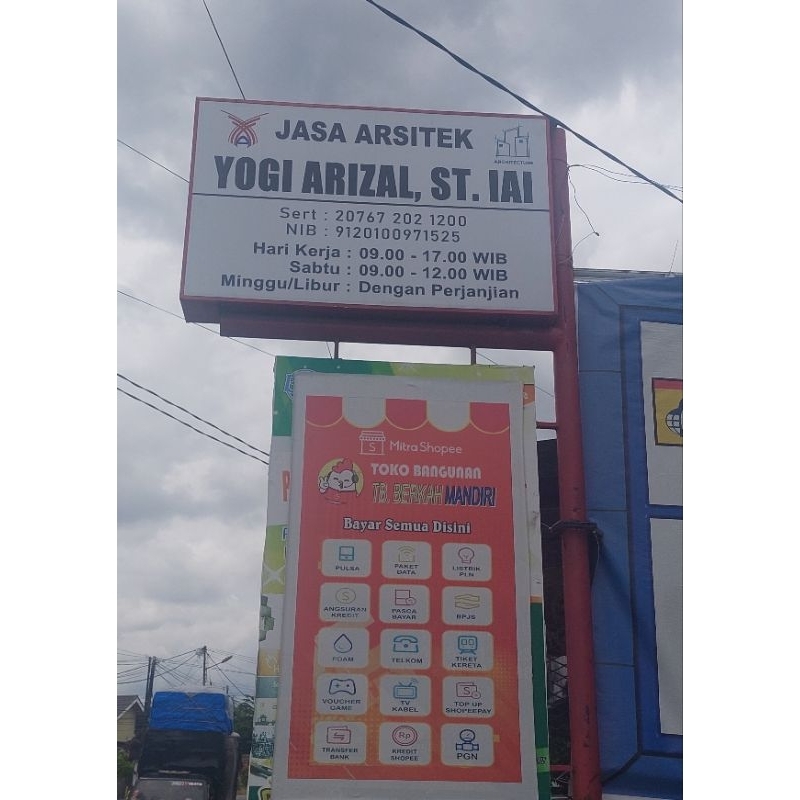 JASA ARSITEK
ARCHITECTURE
YOGI ARIZAL, ST. IAI
Sert : 20767 202 1200
NIB : 9120100971525
Hari Kerja : 09.00 - 17.00 WIB
Sabtu : 09.00 - 12.00 WIB
Minggu/Libur : Dengan Perjanjian
S Mitra Shopee
TOKO BANGUNAN
TB. BERKAH MANDIRI
Bayar Semua Disini
PULSA
PAKET DATA
LISTRIK PLN
ANGSURAN KREDIT
PASCA BAYAR
BPJS
PDAM
TELKOM
TIKET KERETA
VOUCHER GAME
TV KABEL
TOP UP SHOPEEPAY
TRANSFER BANK
Rp
KREDIT SHOPEE
PGN